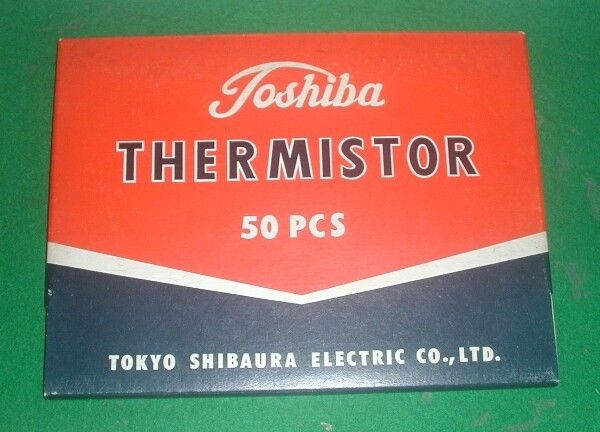 Toshiba
THERMISTOR
50 PCS
TOKYO SHIBAURA ELECTRIC CO.,LTD.